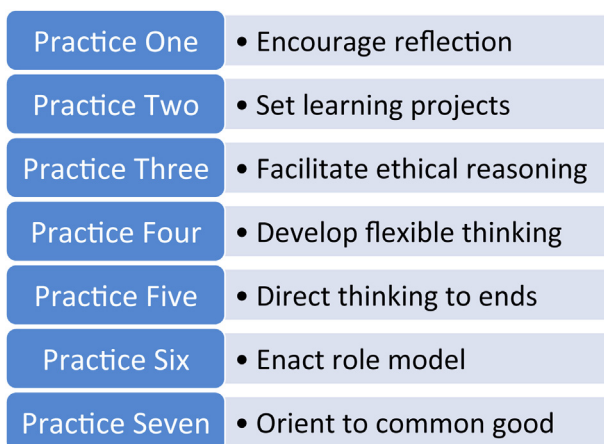 Practice One • Encourage reflection
Practice Two • Set learning projects
Practice Three • Facilitate ethical reasoning
Practice Four • Develop flexible thinking
Practice Five • Direct thinking to ends
Practice Six • Enact role model
Practice Seven • Orient to common good